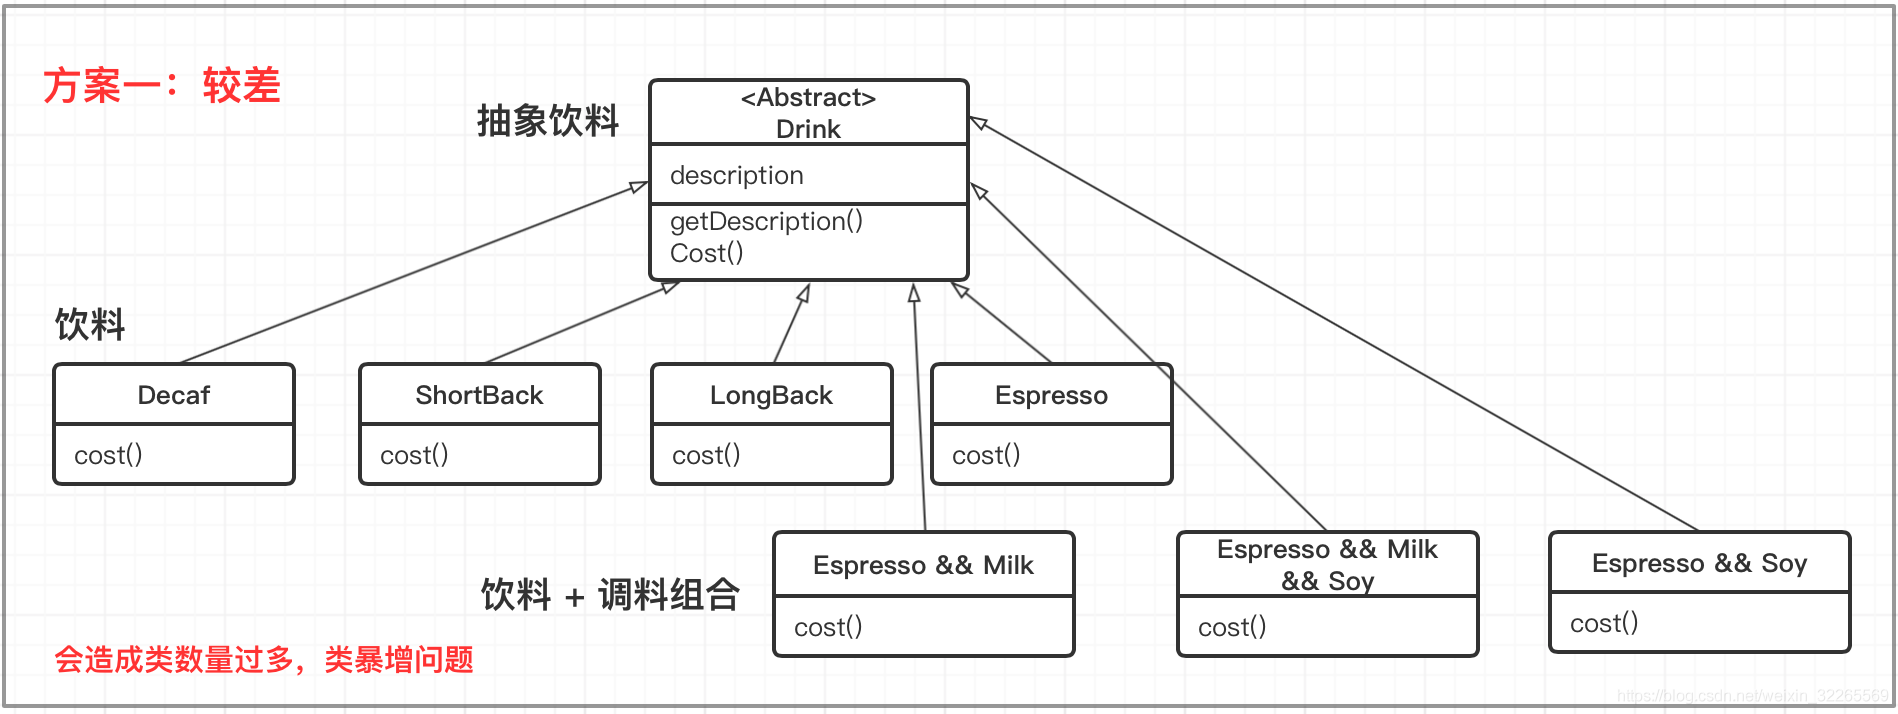 方案一：较差
抽象饮料
<Abstract>
Drink
description
getDescription()
Cost()
饮料
Decaf
cost()
ShortBack
cost()
LongBack
cost()
Espresso
cost()
饮料 + 调料组合
Espresso && Milk
cost()
Espresso && Milk
&& Soy
cost()
Espresso && Soy
cost()
会造成类数量过多，类暴增问题
https://blog.csdn.net/weixin_32265569